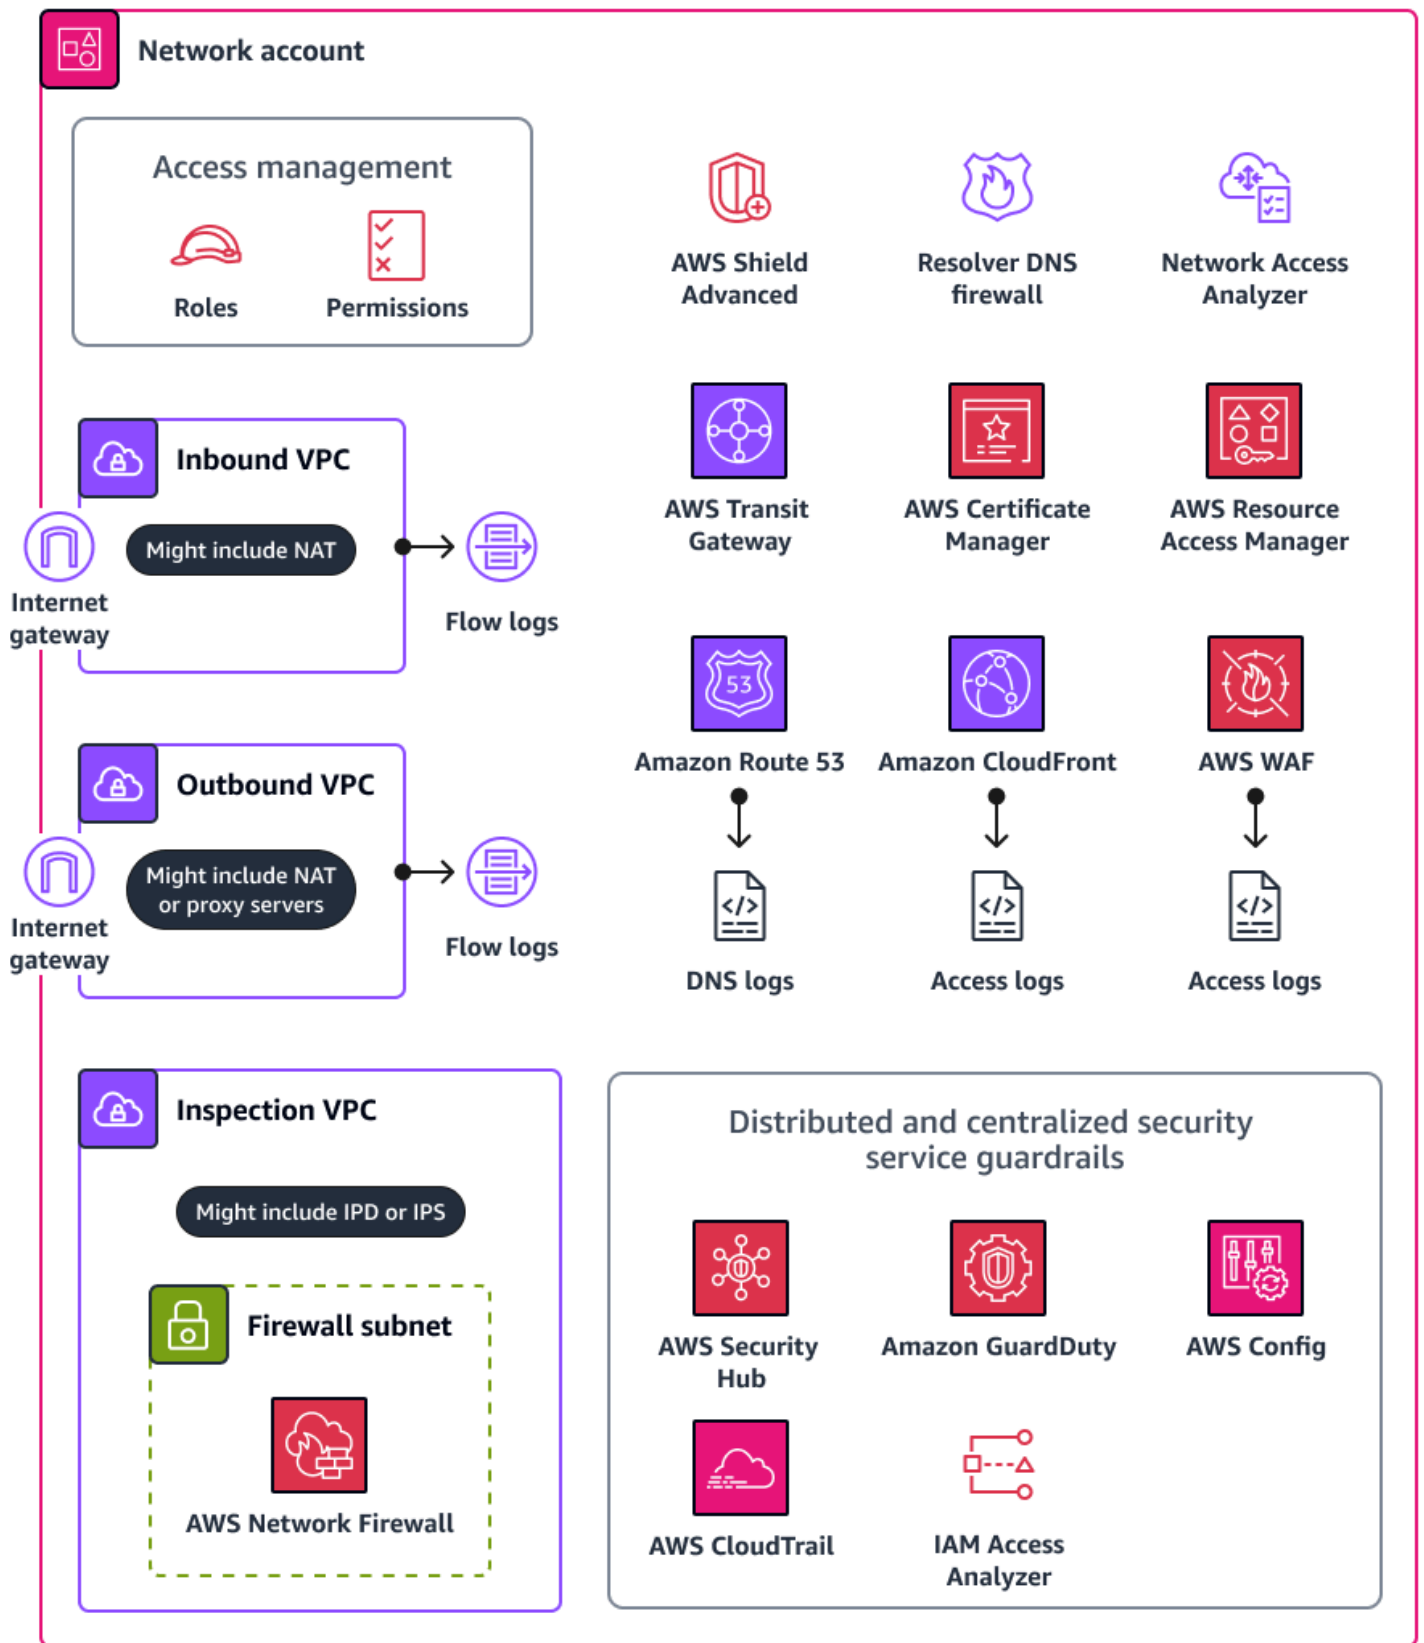 Network account
Access management
Roles
Permissions
AWS Shield
Advanced
Resolver DNS
firewall
Network Access
Analyzer
Inbound VPC
Might include NAT
Internet
gateway
Flow logs
AWS Transit
Gateway
AWS Certificate
Manager
AWS Resource
Access Manager
53
Amazon Route 53
Amazon CloudFront
AWS WAF
Outbound VPC
Might include NAT
or proxy servers
Internet
gateway
Flow logs
</>
DNS logs
</>
Access logs
</>
Access logs
Inspection VPC
Might include IPD or IPS
Firewall subnet
AWS Network Firewall
Distributed and centralized security
service guardrails
AWS Security
Hub
Amazon GuardDuty
AWS Config
AWS CloudTrail
IAM Access
Analyzer